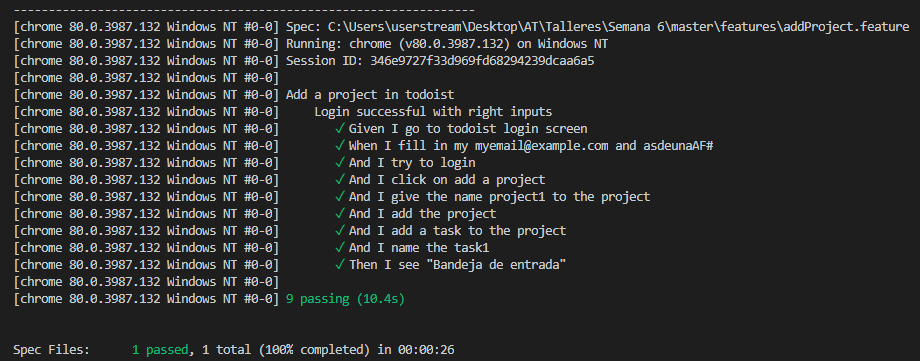 ------------------------------------------------------------------
[chrome 80.0.3987.132 Windows NT #0-0] Spec: C:\Users\userstream\Desktop\AT\Talleres\Semana 6\master\features\addProject.feature
[chrome 80.0.3987.132 Windows NT #0-0] Running: chrome (v80.0.3987.132) on Windows NT
[chrome 80.0.3987.132 Windows NT #0-0] Session ID: 346e9727f33d969fd68294239dcaa6a5
[chrome 80.0.3987.132 Windows NT #0-0]
[chrome 80.0.3987.132 Windows NT #0-0] Add a project in todoist
[chrome 80.0.3987.132 Windows NT #0-0]     Login successful with right inputs
[chrome 80.0.3987.132 Windows NT #0-0]        ✓ Given I go to todoist login screen
[chrome 80.0.3987.132 Windows NT #0-0]        ✓ When I fill in my myemail@example.com and asdeunaAF#
[chrome 80.0.3987.132 Windows NT #0-0]        ✓ And I try to login
[chrome 80.0.3987.132 Windows NT #0-0]        ✓ And I click on add a project
[chrome 80.0.3987.132 Windows NT #0-0]        ✓ And I give the name project1 to the project
[chrome 80.0.3987.132 Windows NT #0-0]        ✓ And I add the project
[chrome 80.0.3987.132 Windows NT #0-0]        ✓ And I add a task to the project
[chrome 80.0.3987.132 Windows NT #0-0]        ✓ And I name the task1
[chrome 80.0.3987.132 Windows NT #0-0]        ✓ Then I see "Bandeja de entrada"
[chrome 80.0.3987.132 Windows NT #0-0]
[chrome 80.0.3987.132 Windows NT #0-0] 9 passing (10.4s)
Spec Files:      1 passed, 1 total (100% completed) in 00:00:26